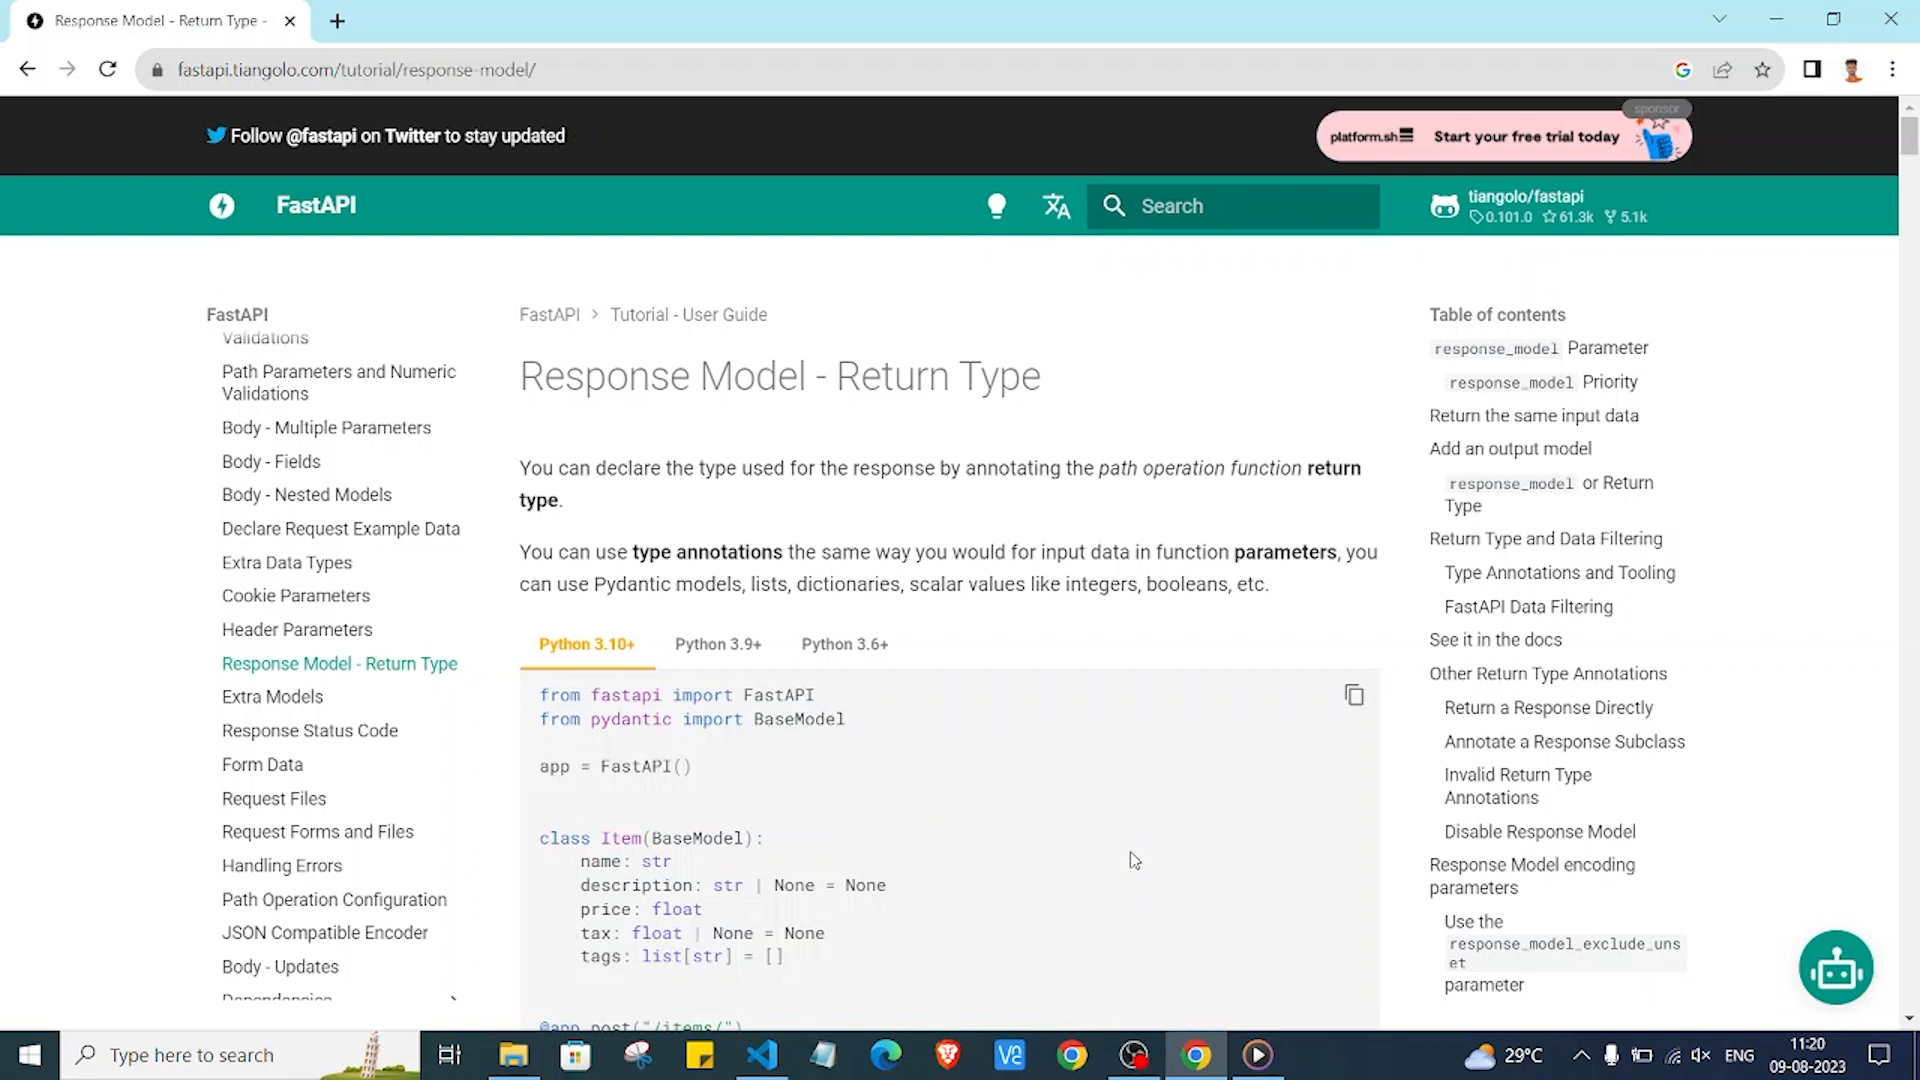 Response Model - Return Type -
fastapi.tiangolo.com/tutorial/response-model/
Follow @fastapi on Twitter to stay updated
sponsor
platform.sh Start your free trial today
FastAPI
Search
tiangolo/fastapi
0.101.0 61.3k 5.1k
FastAPI
Validations
Path Parameters and Numeric
Validations
Body - Multiple Parameters
Body - Fields
Body - Nested Models
Declare Request Example Data
Extra Data Types
Cookie Parameters
Header Parameters
Response Model - Return Type
Extra Models
Response Status Code
Form Data
Request Files
Request Forms and Files
Handling Errors
Path Operation Configuration
JSON Compatible Encoder
Body - Updates
Dependencies
FastAPI > Tutorial - User Guide
Response Model - Return Type
You can declare the type used for the response by annotating the path operation function return
type.
You can use type annotations the same way you would for input data in function parameters, you
can use Pydantic models, lists, dictionaries, scalar values like integers, booleans, etc.
Python 3.10+ Python 3.9+ Python 3.6+
from fastapi import FastAPI
from pydantic import BaseModel
app = FastAPI()
class Item(BaseModel):
name: str
description: str | None = None
price: float
tax: float | None = None
tags: list[str] = []
@app.post("/items/")
Table of contents
response_model Parameter
response_model Priority
Return the same input data
Add an output model
response_model or Return
Type
Return Type and Data Filtering
Type Annotations and Tooling
FastAPI Data Filtering
See it in the docs
Other Return Type Annotations
Return a Response Directly
Annotate a Response Subclass
Invalid Return Type
Annotations
Disable Response Model
Response Model encoding
parameters
Use the
response_model_exclude_uns
et
parameter
Type here to search
29°C
ENG
11:20
09-08-2023